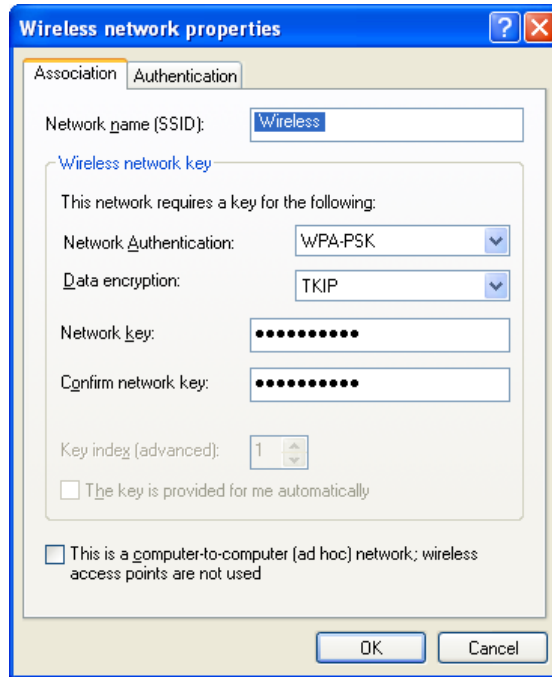 Wireless network properties
Association Authentication
Network name (SSID): Wireless
Wireless network key
This network requires a key for the following:
Network Authentication: WPA-PSK
Data encryption: TKIP
Network key: ●●●●●●●●●●
Confirm network key: ●●●●●●●●●●
Key index (advanced): 1
The key is provided for me automatically
This is a computer-to-computer (ad hoc) network; wireless
access points are not used
OK Cancel